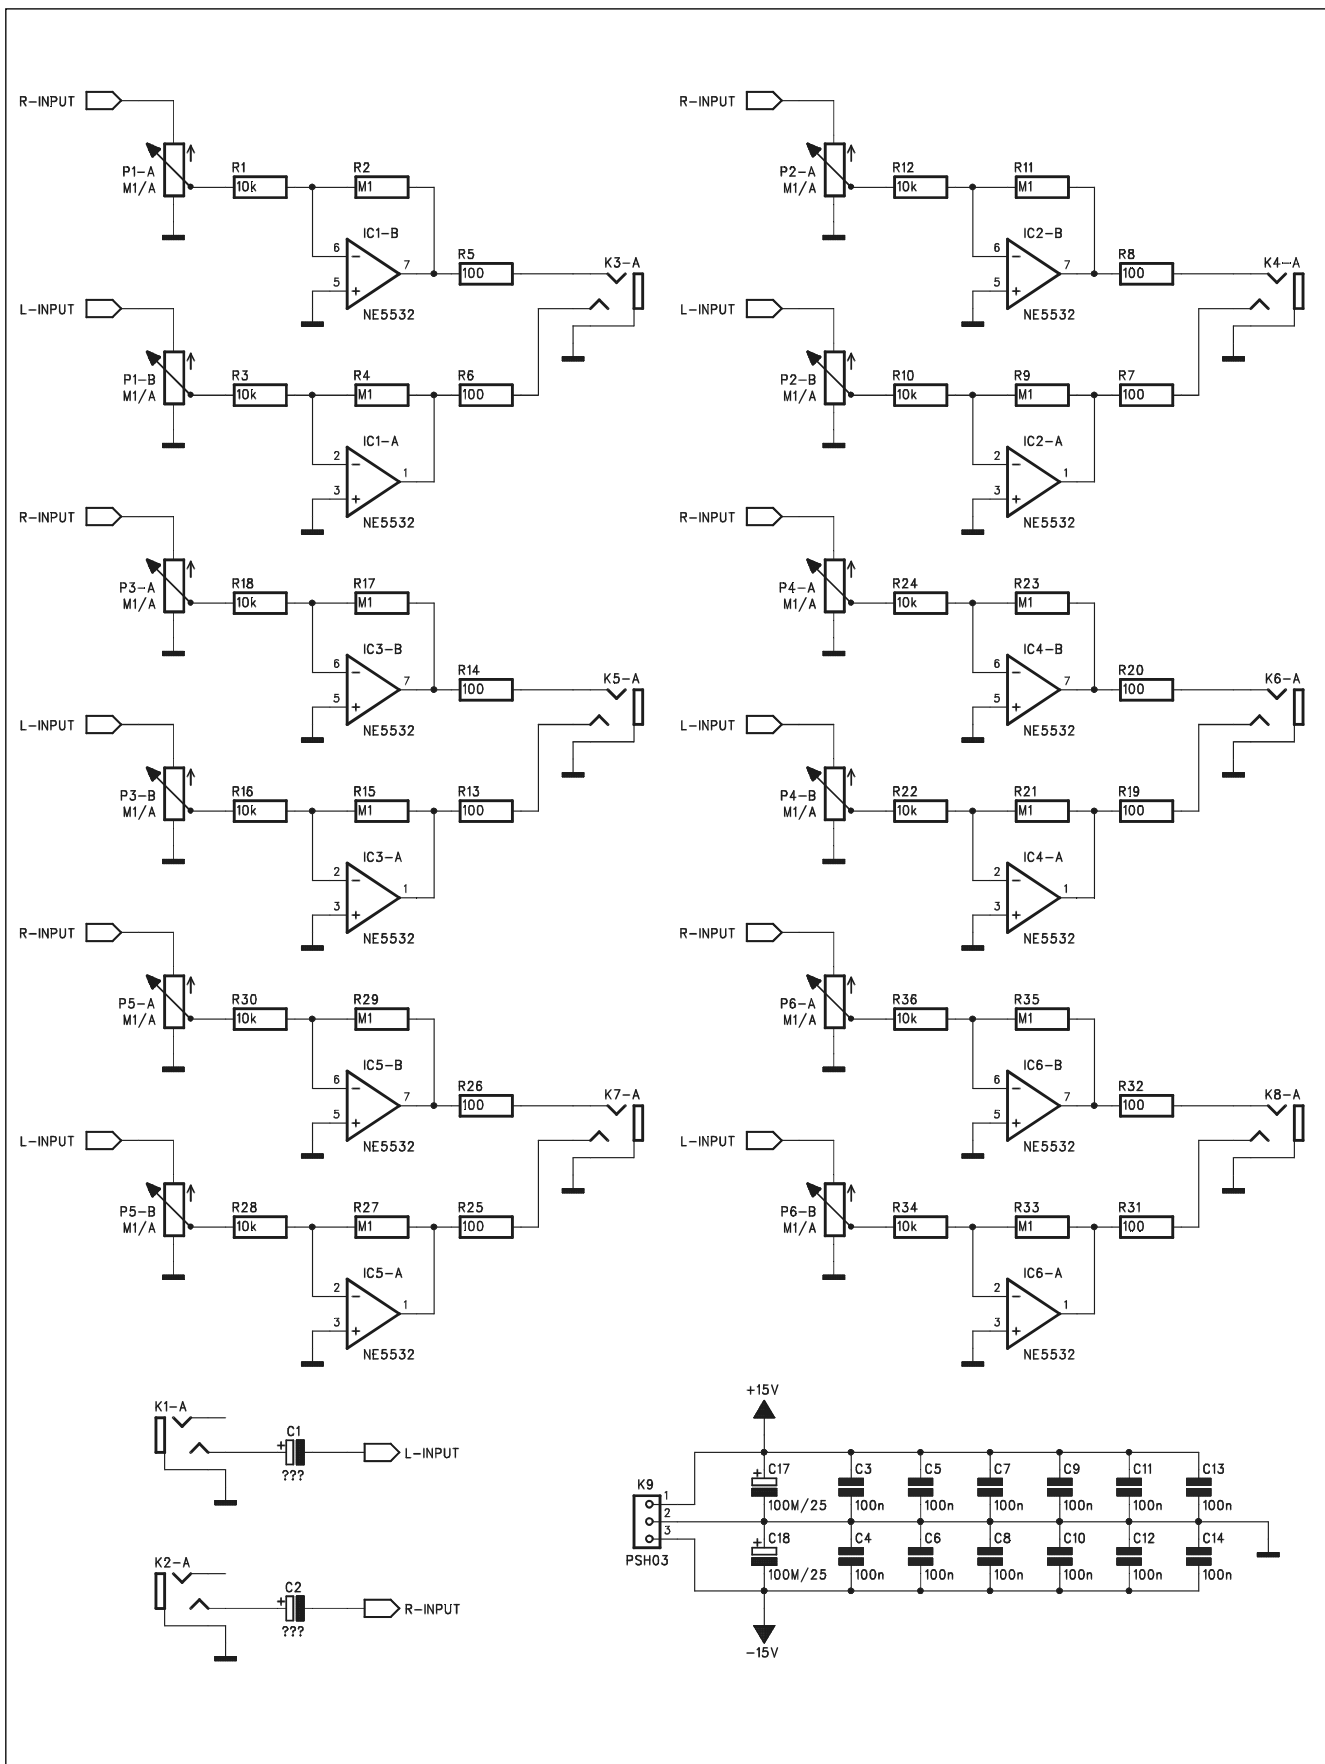 R-INPUT
P1-A
M1/A
R1
10k
R2
M1
IC1-B
6
5
7
NE5532
R5
100
K3-A
L-INPUT
P1-B
M1/A
R3
10k
R4
M1
R6
100
IC1-A
2
3
1
NE5532
R-INPUT
P2-A
M1/A
R12
10k
R11
M1
IC2-B
6
5
7
NE5532
R8
100
K4-A
L-INPUT
P2-B
M1/A
R10
10k
R9
M1
R7
100
IC2-A
2
3
1
NE5532
R-INPUT
P3-A
M1/A
R18
10k
R17
M1
IC3-B
6
5
7
NE5532
R14
100
K5-A
L-INPUT
P3-B
M1/A
R16
10k
R15
M1
R13
100
IC3-A
2
3
1
NE5532
R-INPUT
P4-A
M1/A
R24
10k
R23
M1
IC4-B
6
5
7
NE5532
R20
100
K6-A
L-INPUT
P4-B
M1/A
R22
10k
R21
M1
R19
100
IC4-A
2
3
1
NE5532
R-INPUT
P5-A
M1/A
R30
10k
R29
M1
IC5-B
6
5
7
NE5532
R26
100
K7-A
L-INPUT
P5-B
M1/A
R28
10k
R27
M1
R25
100
IC5-A
2
3
1
NE5532
R-INPUT
P6-A
M1/A
R36
10k
R35
M1
IC6-B
6
5
7
NE5532
R32
100
K8-A
L-INPUT
P6-B
M1/A
R34
10k
R33
M1
R31
100
IC6-A
2
3
1
NE5532
K1-A
C1
+
???
L-INPUT
K2-A
C2
+
???
R-INPUT
+15V
K9
1
2
3
PSH03
+
C17
100M/25
C3
100n
C5
100n
C7
100n
C9
100n
C11
100n
C13
100n
+
C18
100M/25
C4
100n
C6
100n
C8
100n
C10
100n
C12
100n
C14
100n
-15V